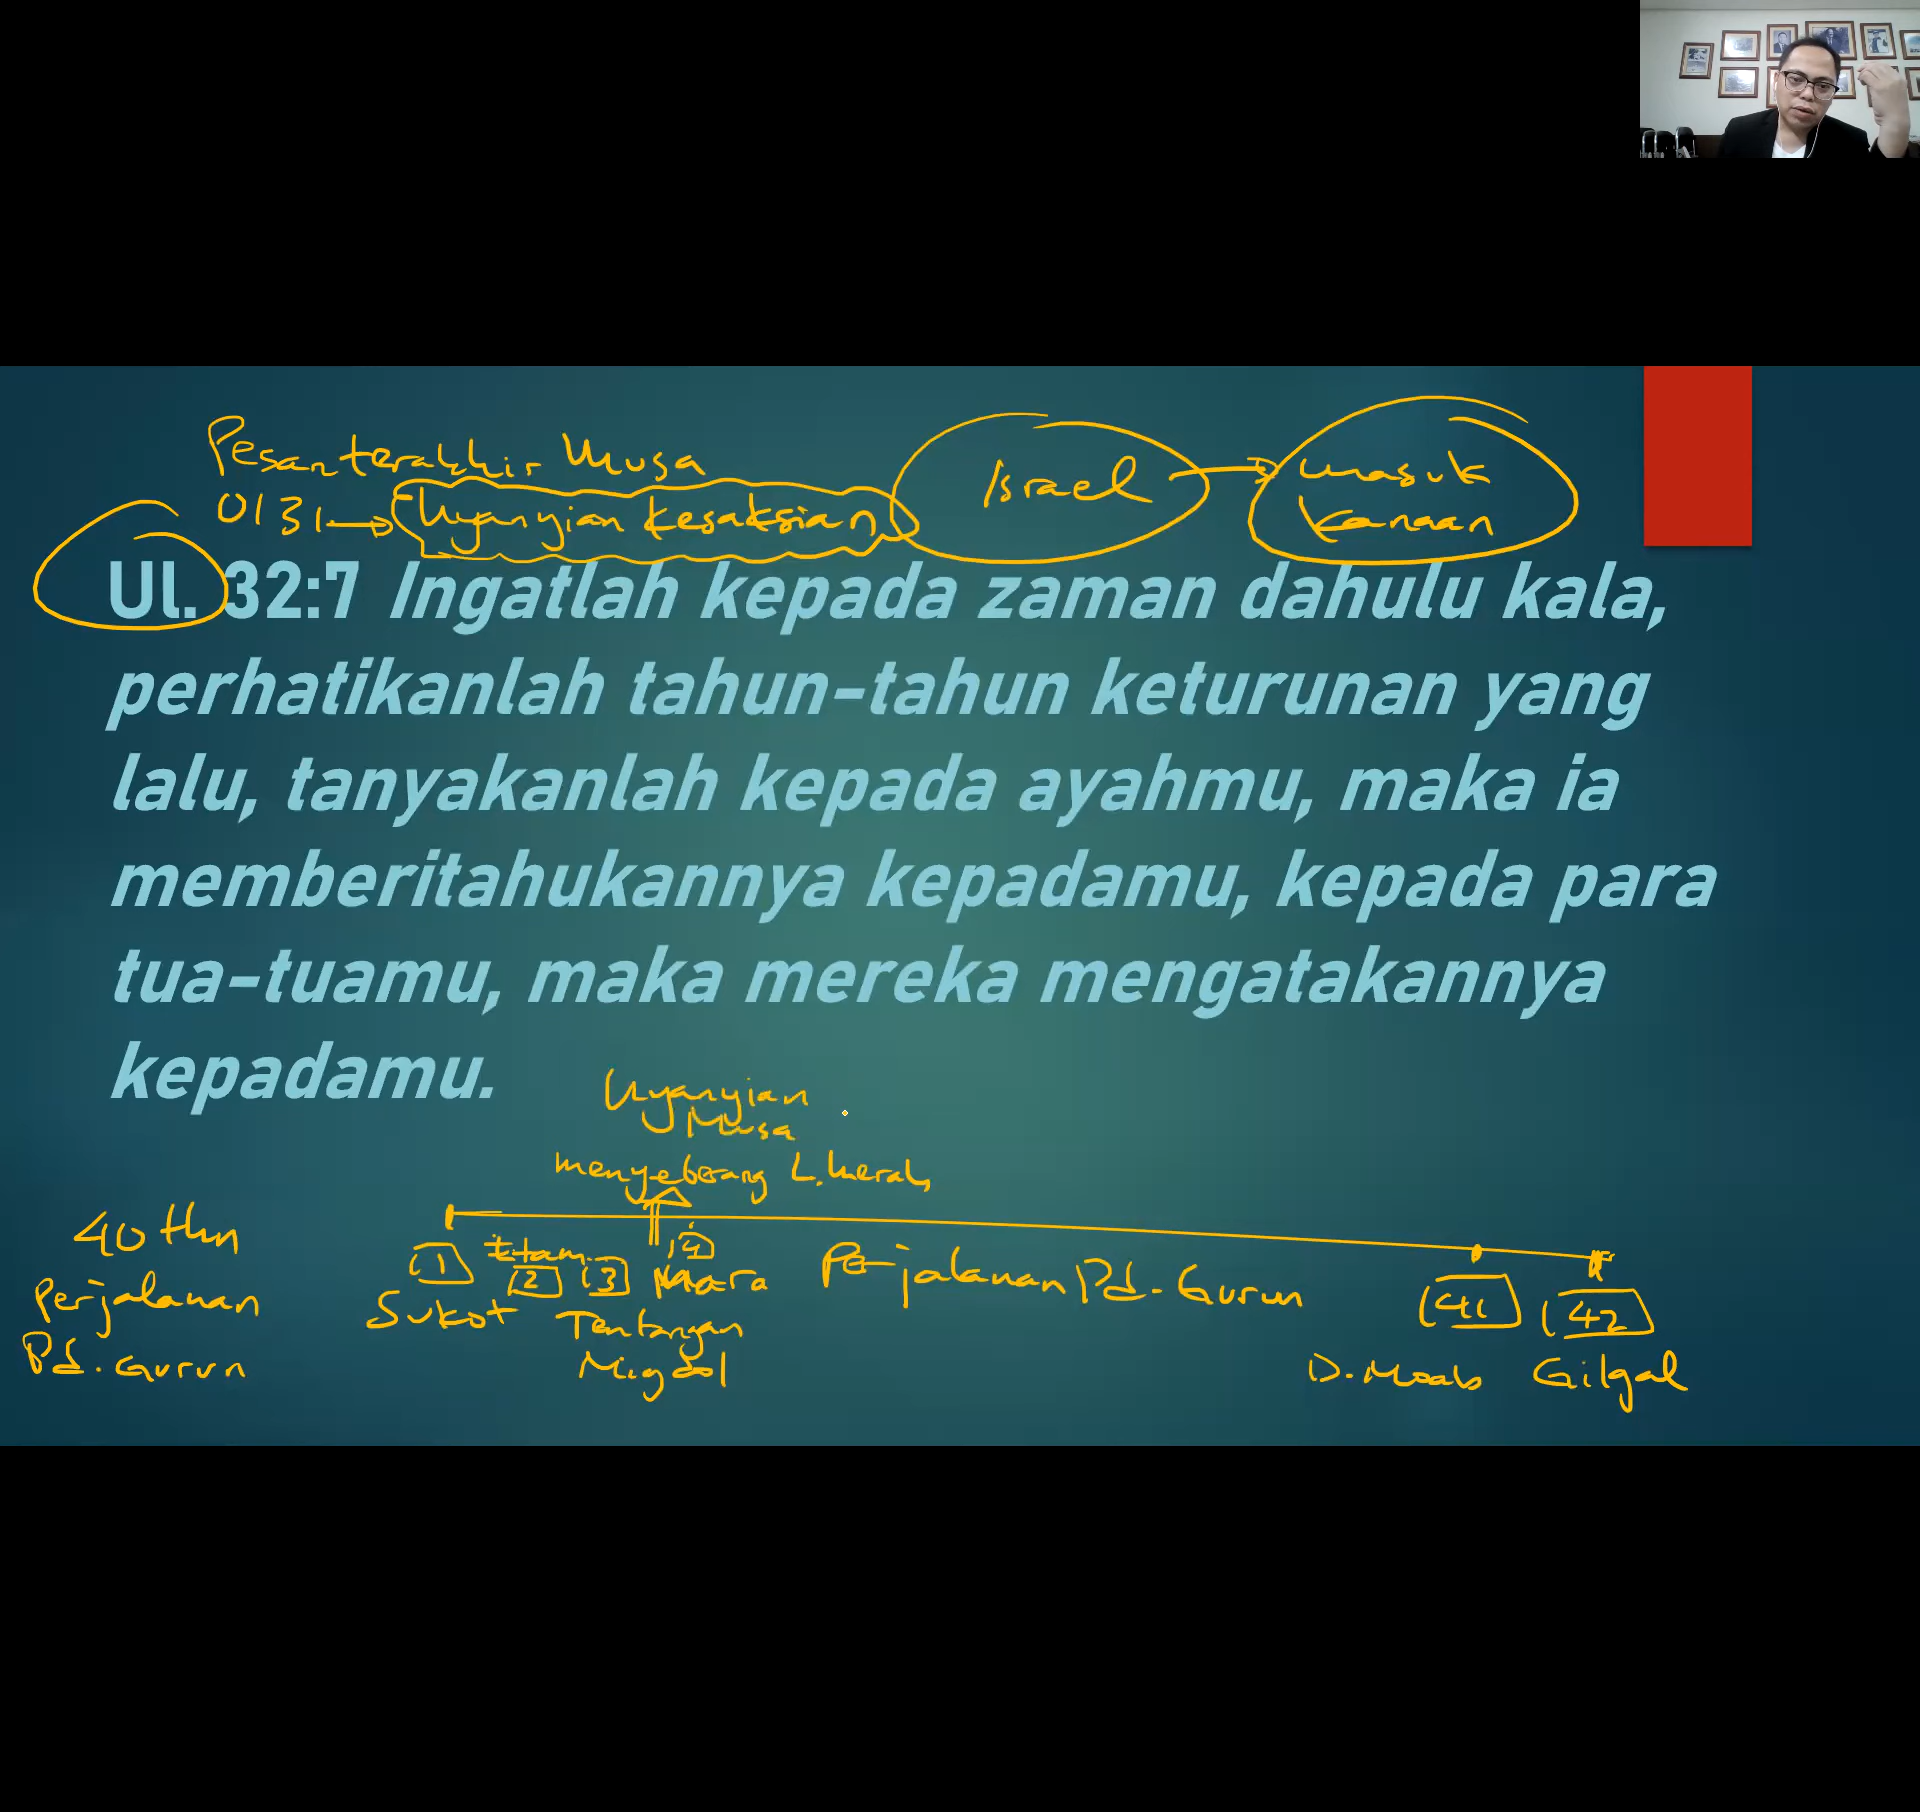 Pesan terakhir Musa
Israel → masuk
Kanaan
Ul 31 → Nyanyian Kesaksian
Ul. 32:7 Ingatlah kepada zaman dahulu kala,
perhatikanlah tahun-tahun keturunan yang
lalu, tanyakanlah kepada ayahmu, maka ia
memberitahukannya kepadamu, kepada para
tua-tuamu, maka mereka mengatakannya
kepadamu.
Nyanyian
Musa
menyeberang L. Merah
40 thn
Perjalanan
Pd. Gurun
1
Sukot
Etam
2
3
Tentangan
Migdol
4
Mara
Perjalanan Pd. Gurun
41
D. Moab
42
Gilgal